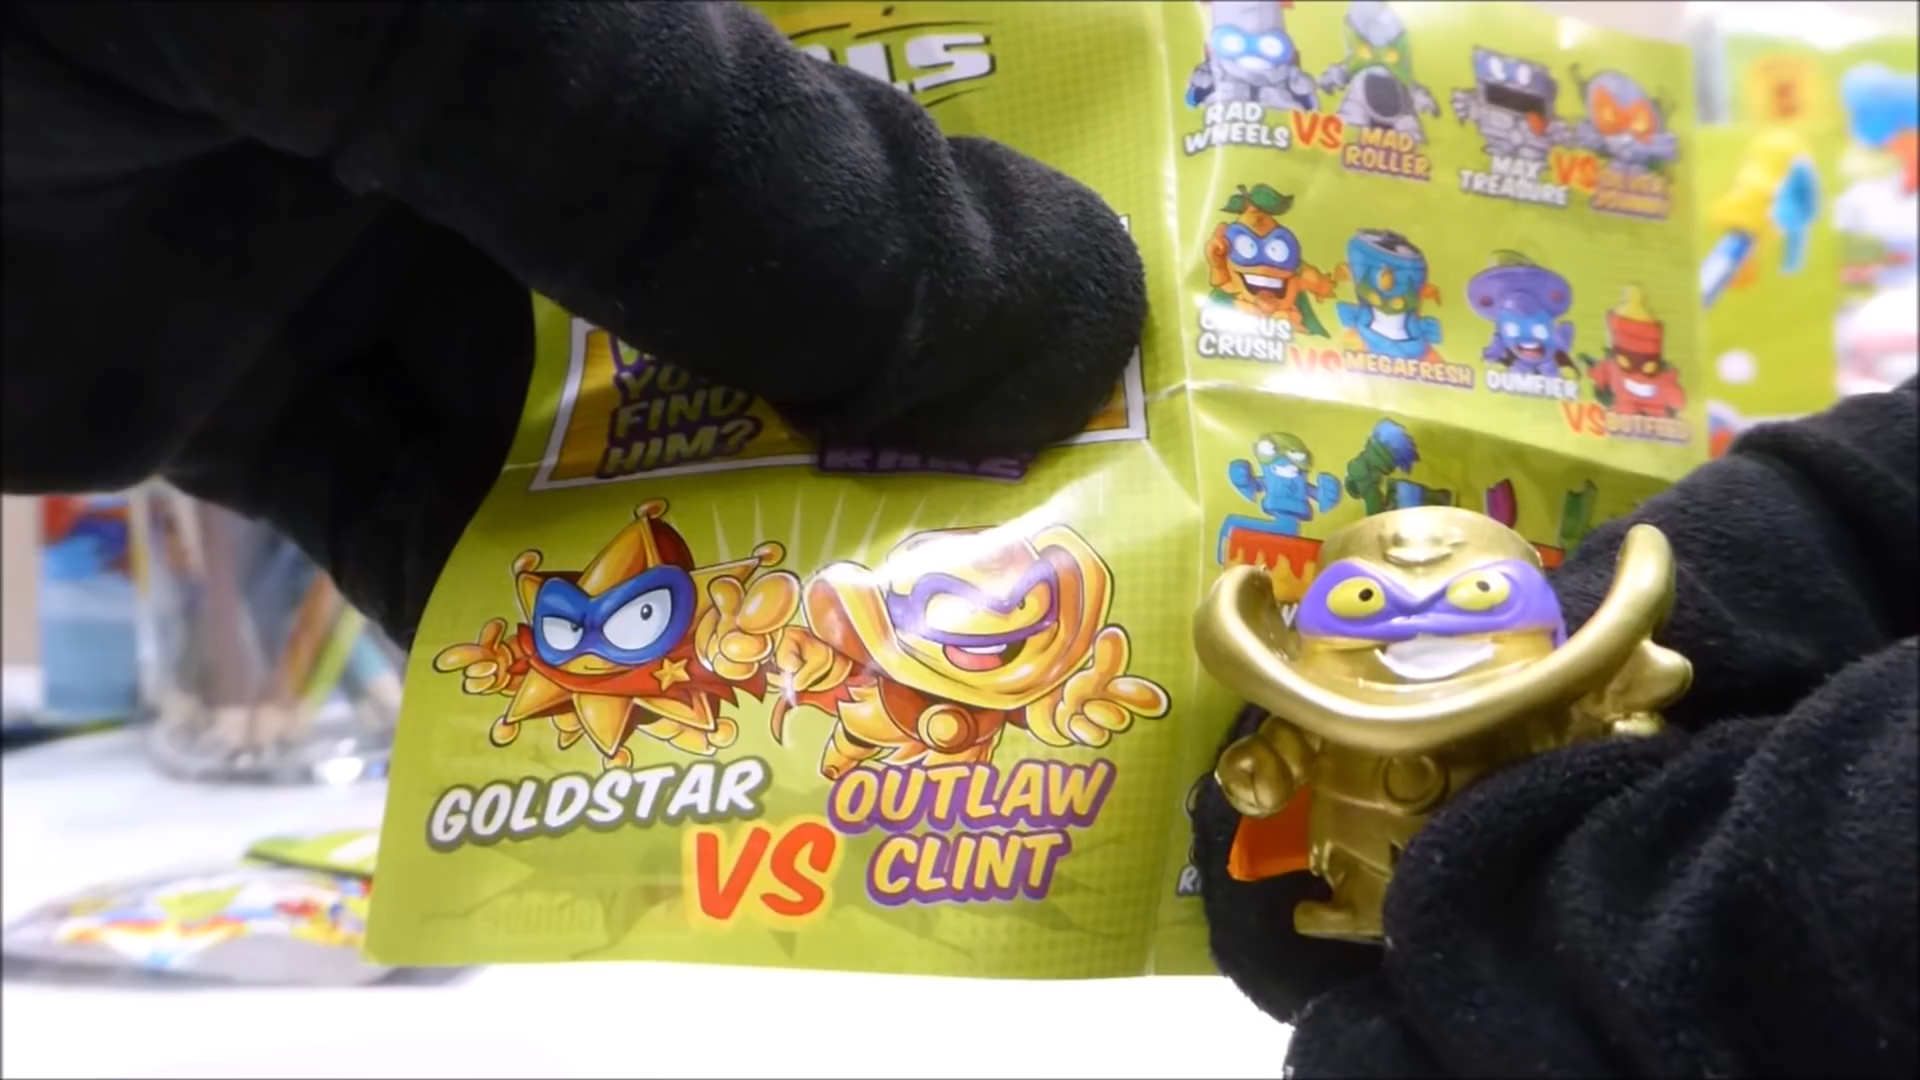 RAD
WHEELS VS MAD
ROLLER
MAX
TREASURE VS
CRUSH VS MEGAFRESH
DUMFIER
VS
YOU
FIND
HIM?
GOLDSTAR
VS
OUTLAW
CLINT